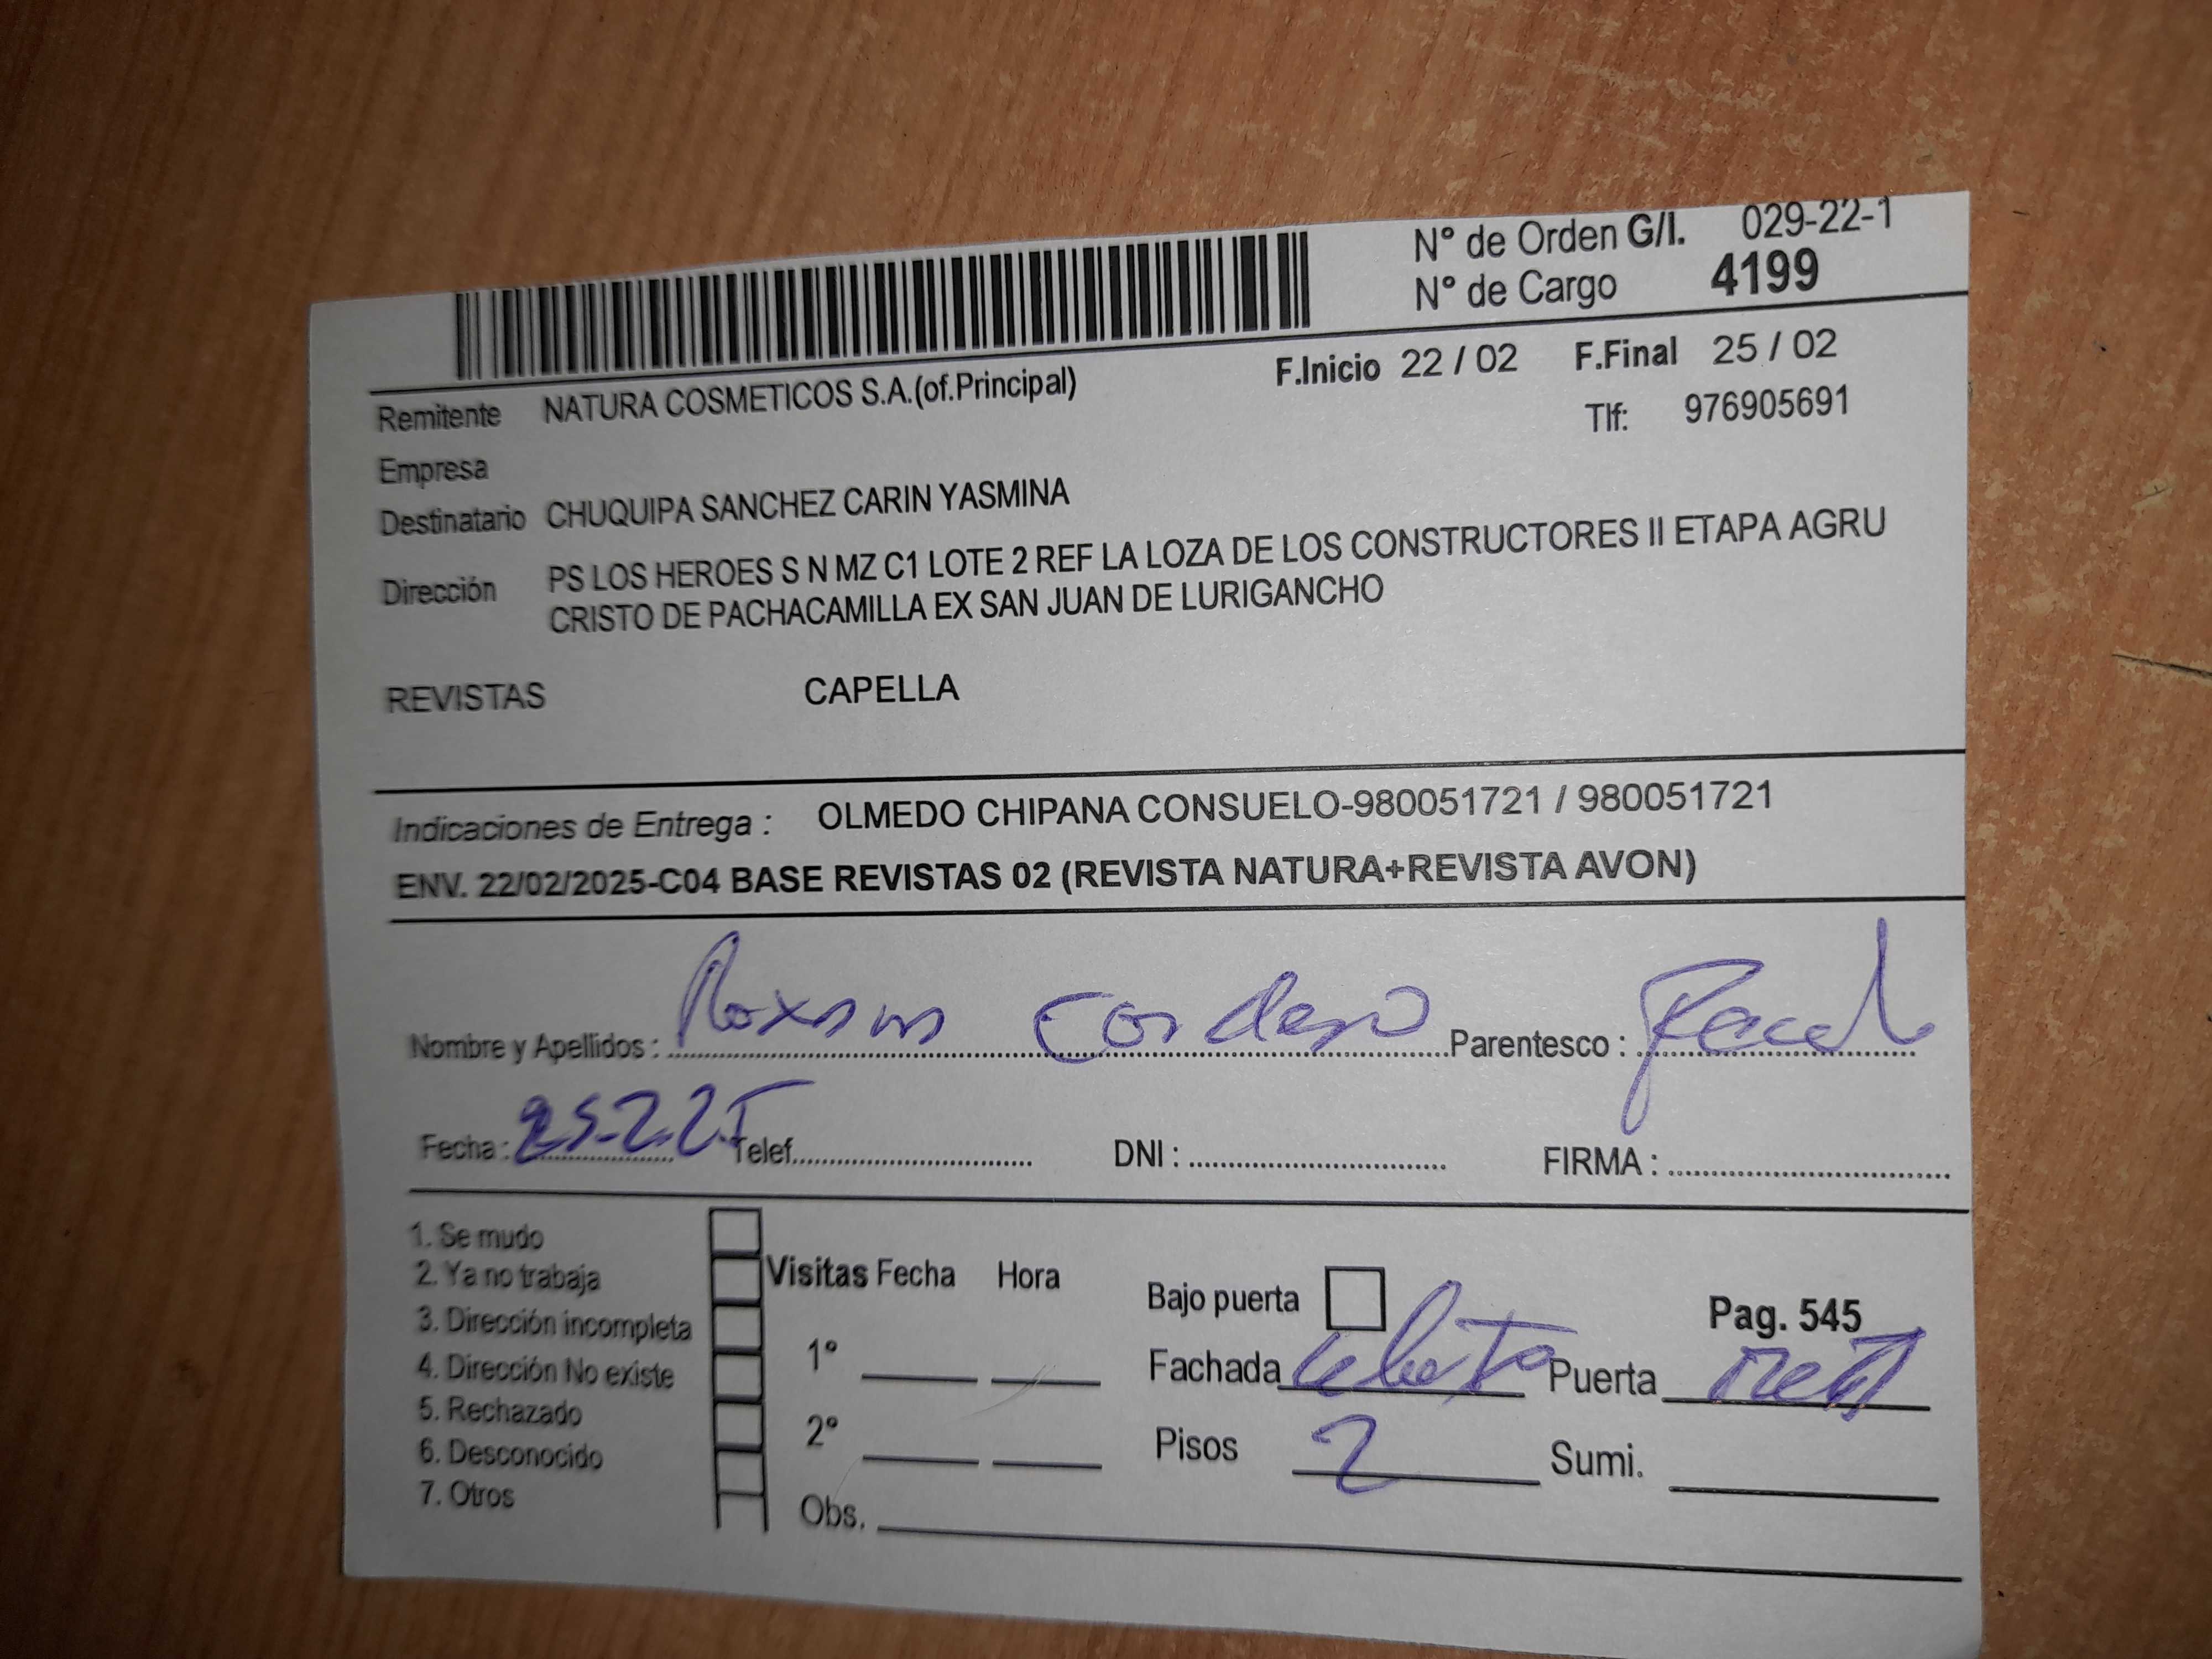 N° de Orden G/I. 029-22-1
N° de Cargo 4199
F.Inicio 22 / 02 F.Final 25 / 02
Remitente NATURA COSMETICOS S.A.(of.Principal)
Tlf: 976905691
Empresa
Destinatario CHUQUIPA SANCHEZ CARIN YASMINA
Dirección PS LOS HEROES S N MZ C1 LOTE 2 REF LA LOZA DE LOS CONSTRUCTORES II ETAPA AGRU
CRISTO DE PACHACAMILLA EX SAN JUAN DE LURIGANCHO
REVISTAS CAPELLA
Indicaciones de Entrega : OLMEDO CHIPANA CONSUELO-980051721 / 980051721
ENV. 22/02/2025-C04 BASE REVISTAS 02 (REVISTA NATURA+REVISTA AVON)
Nombre y Apellidos : Roxana Cordero Parentesco :
Fecha : 25-2-25 Telef. DNI : FIRMA :
1. Se mudo
2. Ya no trabaja
3. Dirección incompleta
4. Dirección No existe
5. Rechazado
6. Desconocido
7. Otros
Visitas Fecha Hora
1°
2°
Obs.
Bajo puerta
Pag. 545
Fachada Puerta
Pisos 2 Sumi.